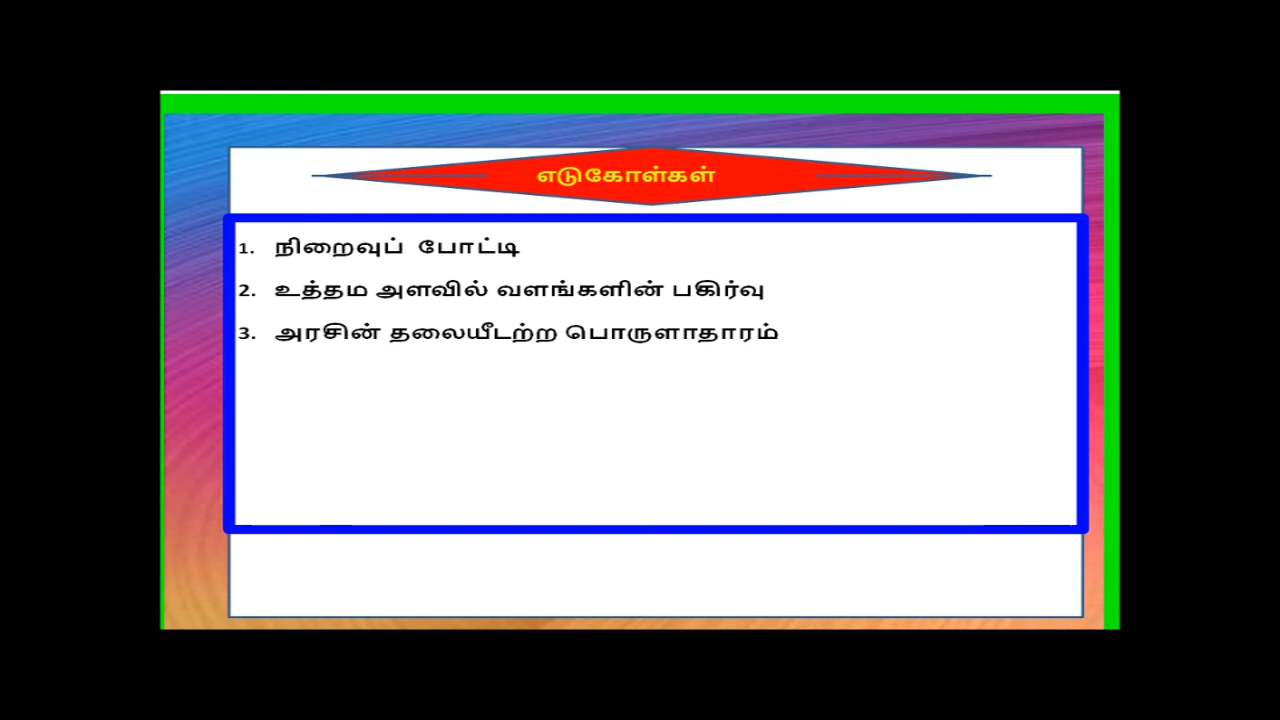 எடுகோள்கள்
1. நிறைவுப் போட்டி
2. உத்தம அளவில் வளங்களின் பகிர்வு
3. அரசின் தலையீடற்ற பொருளாதாரம்